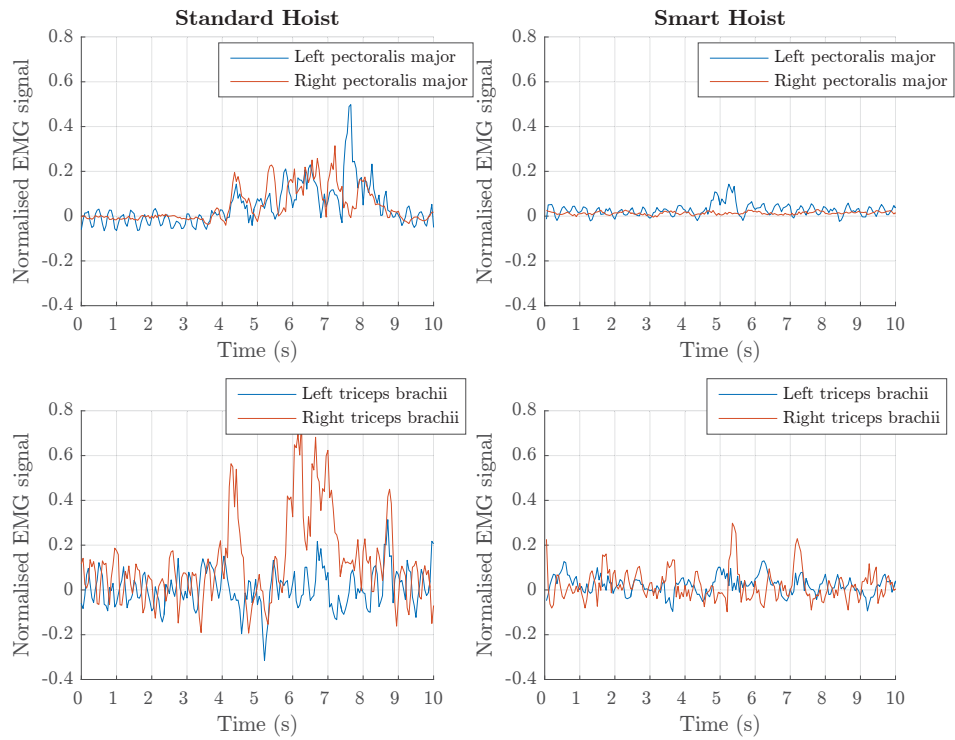 Standard Hoist
Normalised EMG signal
0.8
0.6
0.4
0.2
0
-0.2
-0.4
Left pectoralis major
Right pectoralis major
0 1 2 3 4 5 6 7 8 9 10
Time (s)
Smart Hoist
Normalised EMG signal
0.8
0.6
0.4
0.2
0
-0.2
-0.4
Left pectoralis major
Right pectoralis major
0 1 2 3 4 5 6 7 8 9 10
Time (s)
Normalised EMG signal
0.8
0.6
0.4
0.2
0
-0.2
-0.4
Left triceps brachii
Right triceps brachii
0 1 2 3 4 5 6 7 8 9 10
Time (s)
Normalised EMG signal
0.8
0.6
0.4
0.2
0
-0.2
-0.4
Left triceps brachii
Right triceps brachii
0 1 2 3 4 5 6 7 8 9 10
Time (s)